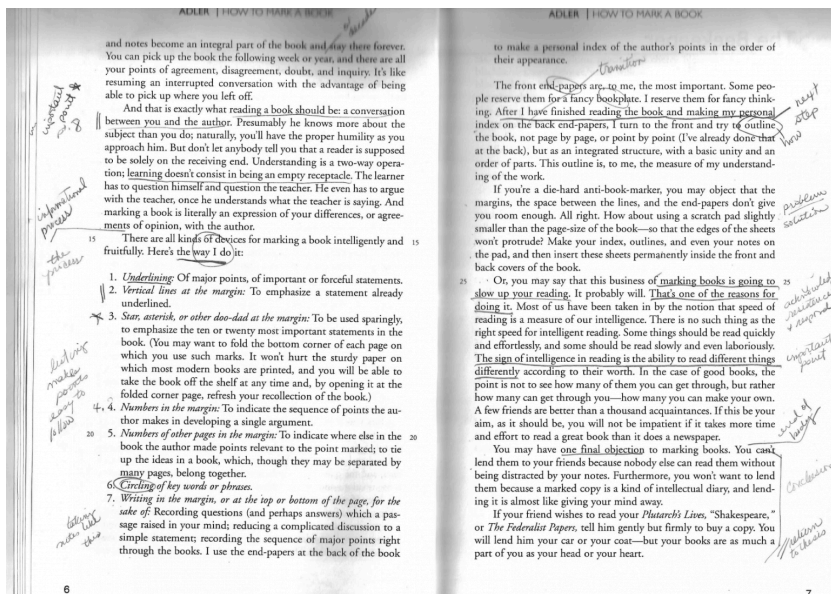 ADLER | HOW TO MARK A BOOK
and notes become an integral part of the book and stay there forever.
You can pick up the book the following week or year, and there are all
your points of agreement, disagreement, doubt, and inquiry. It's like
resuming an interrupted conversation with the advantage of being
able to pick up where you left off.
And that is exactly what reading a book should be: a conversation
between you and the author. Presumably he knows more about the
subject than you do; naturally, you'll have the proper humility as you
approach him. But don't let anybody tell you that a reader is supposed
to be solely on the receiving end. Understanding is a two-way opera-
tion; learning doesn't consist in being an empty receptacle. The learner
has to question himself and question the teacher. He even has to argue
with the teacher, once he understands what the teacher is saying. And
marking a book is literally an expression of your differences, or agree-
ments of opinion, with the author.
15 There are all kinds of devices for marking a book intelligently and 15
fruitfully. Here's the way I do it:
1. Underlining: Of major points, of important or forceful statements.
2. Vertical lines at the margin: To emphasize a statement already
underlined.
3. Star, asterisk, or other doo-dad at the margin: To be used sparingly,
to emphasize the ten or twenty most important statements in the
book. (You may want to fold the bottom corner of each page on
which you use such marks. It won't hurt the sturdy paper on
which most modern books are printed, and you will be able to
take the book off the shelf at any time and, by opening it at the
folded corner page, refresh your recollection of the book.)
4. 4. Numbers in the margin: To indicate the sequence of points the au-
thor makes in developing a single argument.
20 5. Numbers of other pages in the margin: To indicate where else in the 20
book the author made points relevant to the point marked; to tie
up the ideas in a book, which, though they may be separated by
many pages, belong together.
6. Circling of key words or phrases.
7. Writing in the margin, or at the top or bottom of the page, for the
sake of: Recording questions (and perhaps answers) which a pas-
sage raised in your mind; reducing a complicated discussion to a
simple statement; recording the sequence of major points right
through the books. I use the end-papers at the back of the book
6
important
point
p. 8
informational
process
the
process
listing
makes
points
easy to
follow
taking
notes like
this
ADLER | HOW TO MARK A BOOK
to make a personal index of the author's points in the order of
their appearance.
transition
The front end-papers are, to me, the most important. Some peo-
ple reserve them for a fancy bookplate. I reserve them for fancy think-
ing. After I have finished reading the book and making my personal
index on the back end-papers, I turn to the front and try to outline
the book, not page by page, or point by point (I've already done that
at the back), but as an integrated structure, with a basic unity and an
order of parts. This outline is, to me, the measure of my understand-
ing of the work.
If you're a die-hard anti-book-marker, you may object that the
margins, the space between the lines, and the end-papers don't give
you room enough. All right. How about using a scratch pad slightly
smaller than the page-size of the book—so that the edges of the sheets
won't protrude? Make your index, outlines, and even your notes on
the pad, and then insert these sheets permanently inside the front and
back covers of the book.
25 Or, you may say that this business of marking books is going to 25
slow up your reading. It probably will. That's one of the reasons for
doing it. Most of us have been taken in by the notion that speed of
reading is a measure of our intelligence. There is no such thing as the
right speed for intelligent reading. Some things should be read quickly
and effortlessly, and some should be read slowly and even laboriously.
The sign of intelligence in reading is the ability to read different things
differently according to their worth. In the case of good books, the
point is not to see how many of them you can get through, but rather
how many can get through you—how many you can make your own.
A few friends are better than a thousand acquaintances. If this be your
aim, as it should be, you will not be impatient if it takes more time
and effort to read a great book than it does a newspaper.
You may have one final objection to marking books. You can't
lend them to your friends because nobody else can read them without
being distracted by your notes. Furthermore, you won't want to lend
them because a marked copy is a kind of intellectual diary, and lend-
ing it is almost like giving your mind away.
If your friend wishes to read your Plutarch's Lives, "Shakespeare,"
or The Federalist Papers, tell him gently but firmly to buy a copy. You
will lend him your car or your coat—but your books are as much a
part of you as your head or your heart.
next
step
how
problem
solution
+ respond
important
point
end of
body
Conclusion
return
to thesis
7